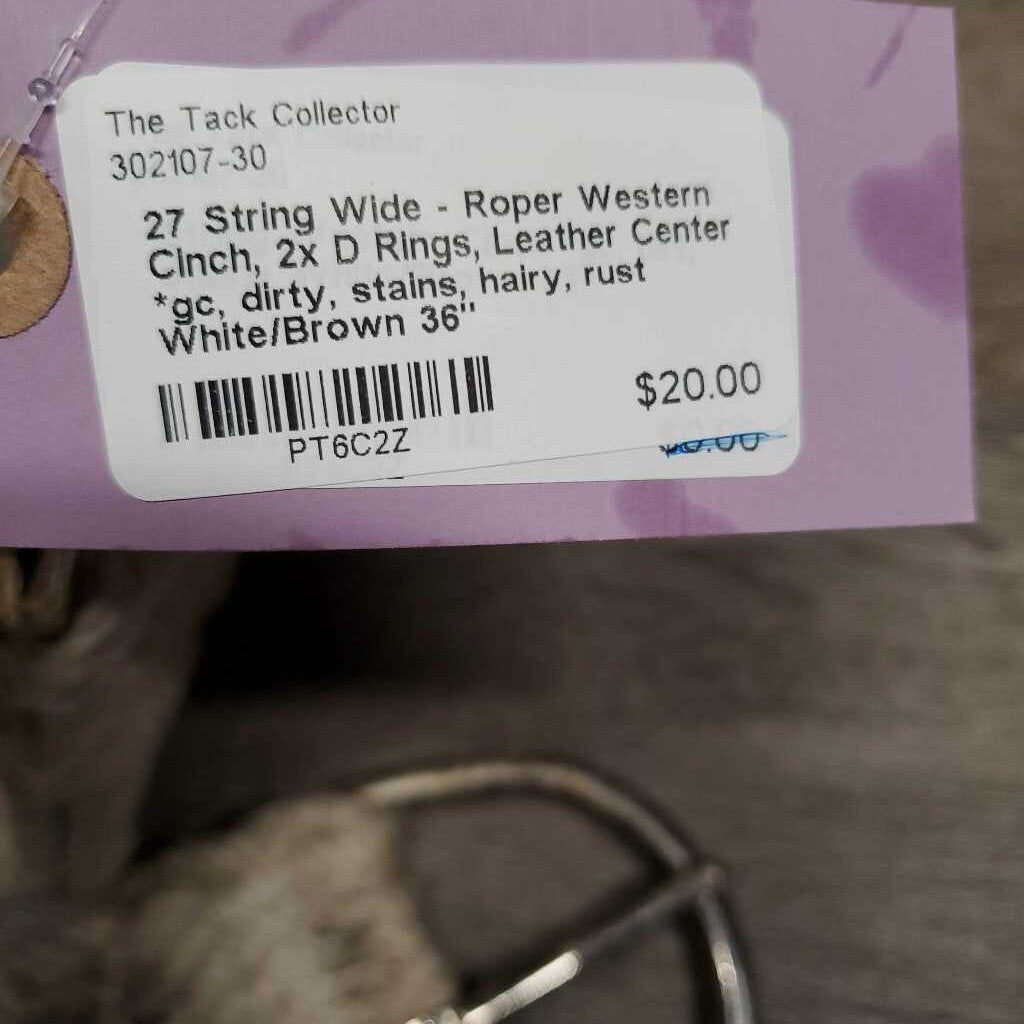 The Tack Collector
302107-30
27 String Wide - Roper Western
Cinch, 2x D Rings, Leather Center
*gc, dirty, stains, hairy, rust
White/Brown 36"
$20.00
PT6C2Z